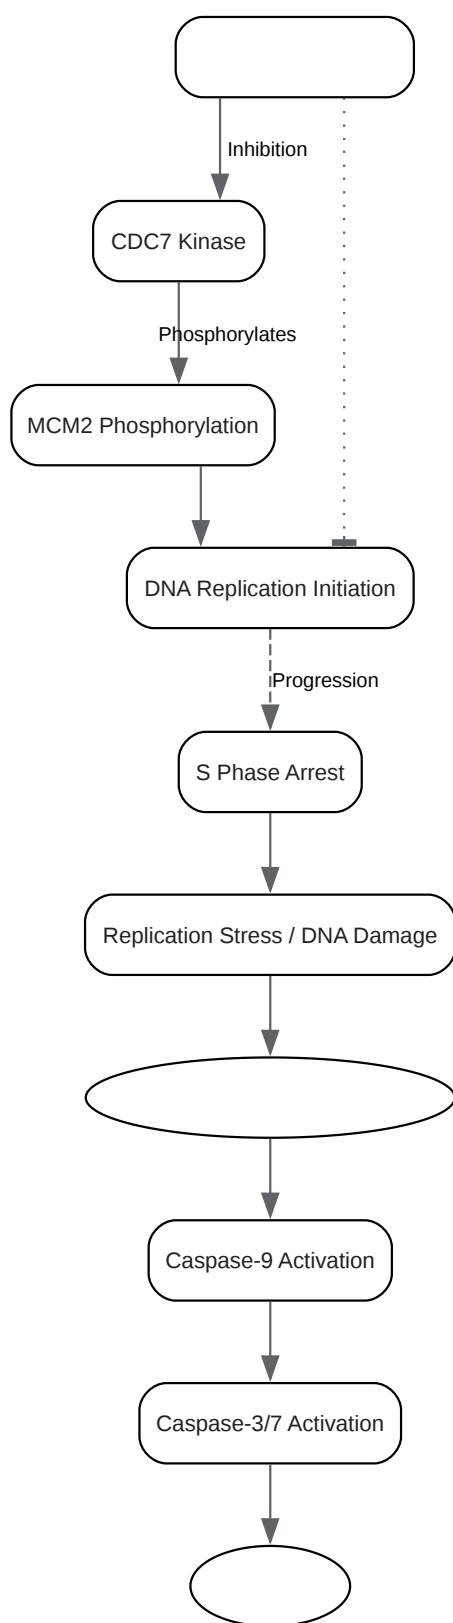 Inhibition
CDC7 Kinase
Phosphorylates
MCM2 Phosphorylation
DNA Replication Initiation
Progression
S Phase Arrest
Replication Stress / DNA Damage
Caspase-9 Activation
Caspase-3/7 Activation